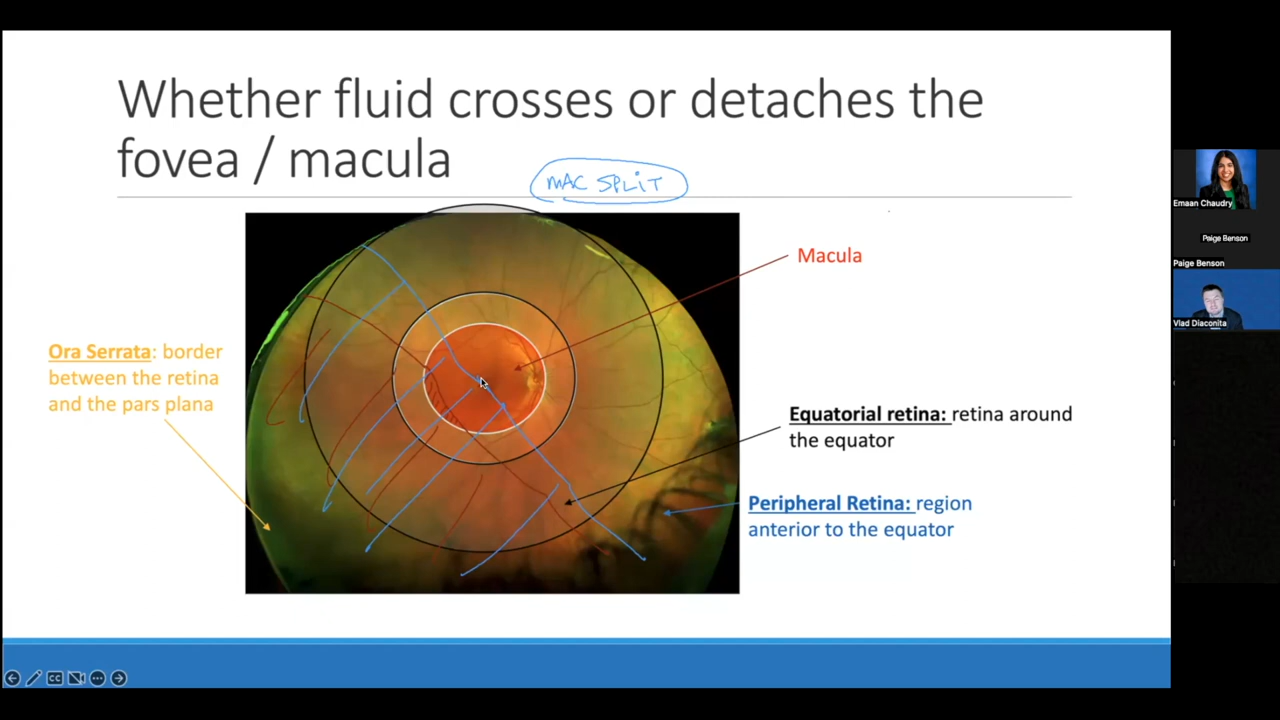 Whether fluid crosses or detaches the
fovea / macula
MAC SPLIT
Macula
Ora Serrata: border
between the retina
and the pars plana
Equatorial retina: retina around
the equator
Peripheral Retina: region
anterior to the equator
Emaan Chaudry
Paige Benson
Paige Benson
Vlad Diaconita
CC